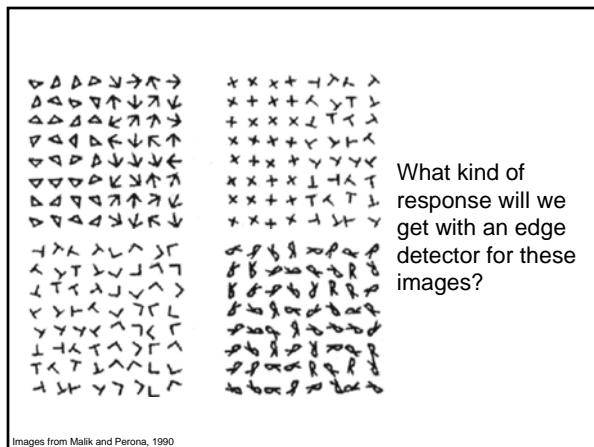 What kind of
response will we
get with an edge
detector for these
images?
Images from Malik and Perona, 1990